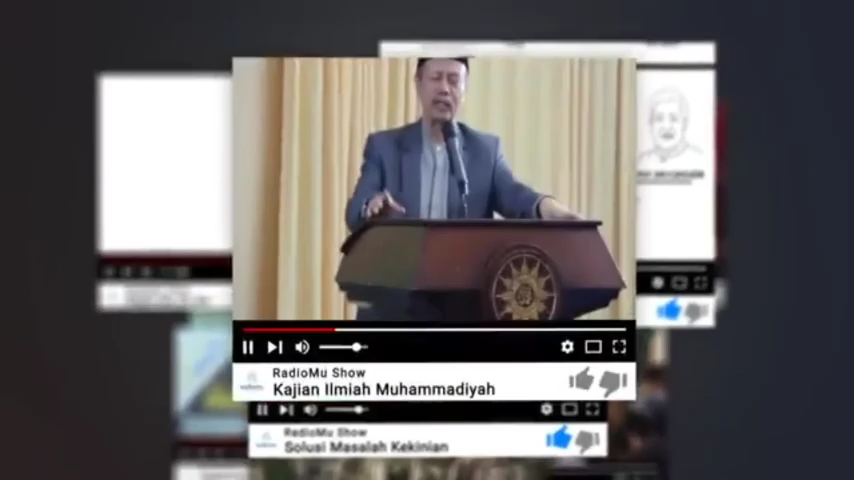 RadioMu Show
Kajian Ilmiah Muhammadiyah
RadioMu Show
Solusi Masalah Kekinian